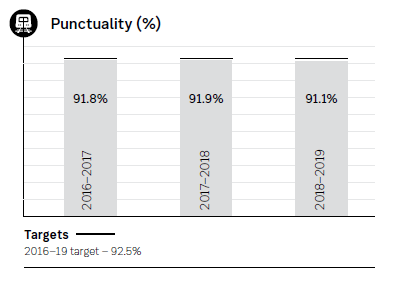 Punctuality (%)
91.8%
91.9%
91.1%
2016–2017
2017–2018
2018–2019
Targets
2016–19 target – 92.5%